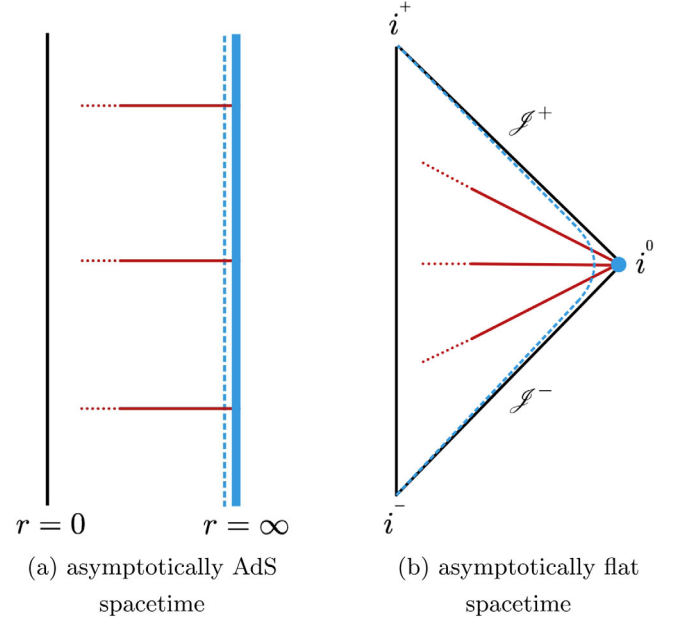 i⁺
𝒥⁺
i⁰
𝒥⁻
r = 0
r = ∞
i⁻
(a) asymptotically AdS
spacetime
(b) asymptotically flat
spacetime